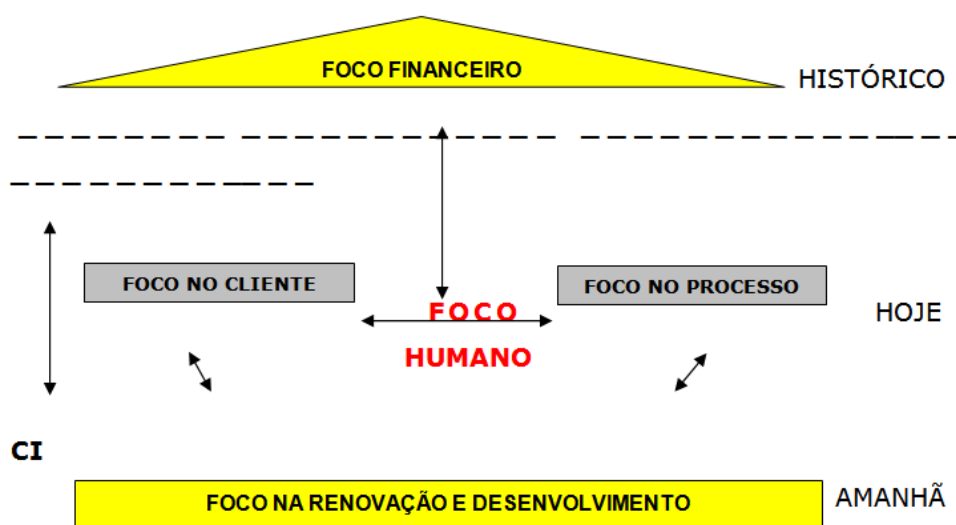 FOCO FINANCEIRO
HISTÓRICO
FOCO NO CLIENTE
FOCO NO PROCESSO
FOCO
HUMANO
HOJE
CI
FOCO NA RENOVAÇÃO E DESENVOLVIMENTO
AMANHÃ